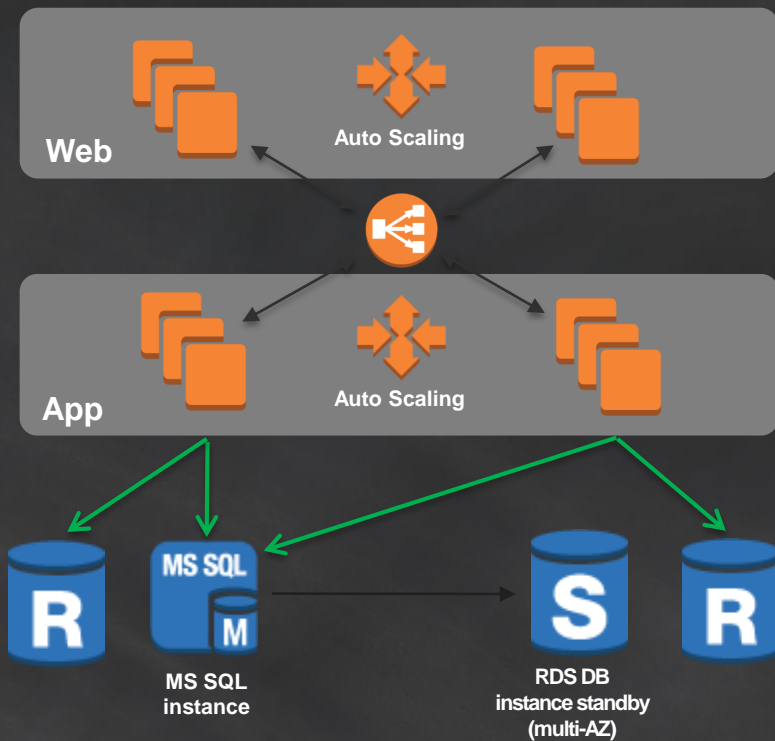 Auto Scaling
Web
Auto Scaling
App
R
MS SQL
M
S
R
MS SQL
instance
RDS DB
instance standby
(multi-AZ)